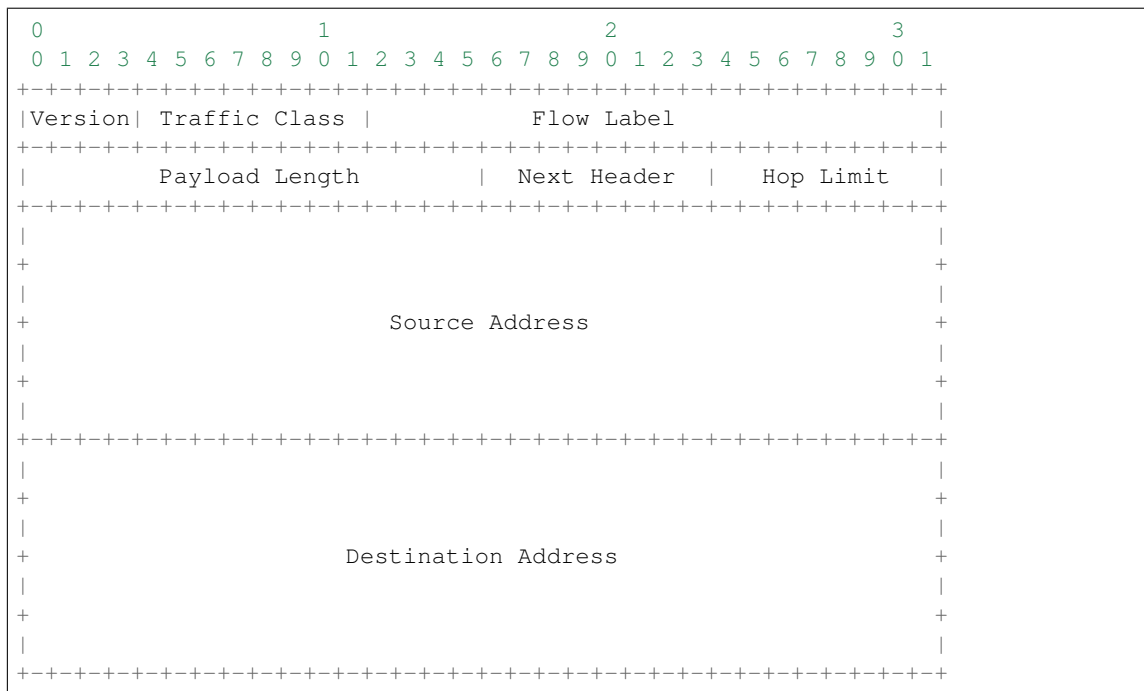 0                   1                   2                   3
 0 1 2 3 4 5 6 7 8 9 0 1 2 3 4 5 6 7 8 9 0 1 2 3 4 5 6 7 8 9 0 1
+-+-+-+-+-+-+-+-+-+-+-+-+-+-+-+-+-+-+-+-+-+-+-+-+-+-+-+-+-+-+-+-+
|Version| Traffic Class |           Flow Label                  |
+-+-+-+-+-+-+-+-+-+-+-+-+-+-+-+-+-+-+-+-+-+-+-+-+-+-+-+-+-+-+-+-+
|         Payload Length        |  Next Header  |   Hop Limit   |
+-+-+-+-+-+-+-+-+-+-+-+-+-+-+-+-+-+-+-+-+-+-+-+-+-+-+-+-+-+-+-+-+
|                                                               |
+                                                               +
|                                                               |
+                         Source Address                        +
|                                                               |
+                                                               +
|                                                               |
+-+-+-+-+-+-+-+-+-+-+-+-+-+-+-+-+-+-+-+-+-+-+-+-+-+-+-+-+-+-+-+-+
|                                                               |
+                                                               +
|                                                               |
+                      Destination Address                      +
|                                                               |
+                                                               +
|                                                               |
+-+-+-+-+-+-+-+-+-+-+-+-+-+-+-+-+-+-+-+-+-+-+-+-+-+-+-+-+-+-+-+-+